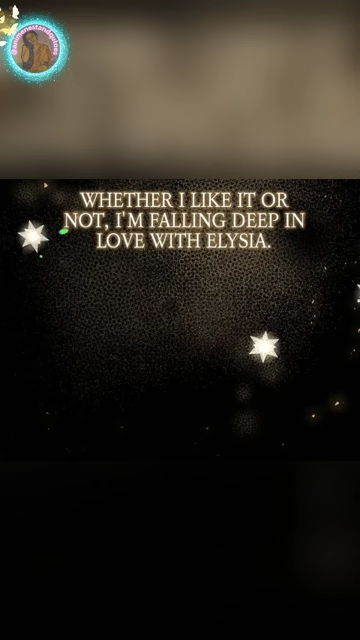 WHETHER I LIKE IT OR
NOT, I'M FALLING DEEP IN
LOVE WITH ELYSIA.